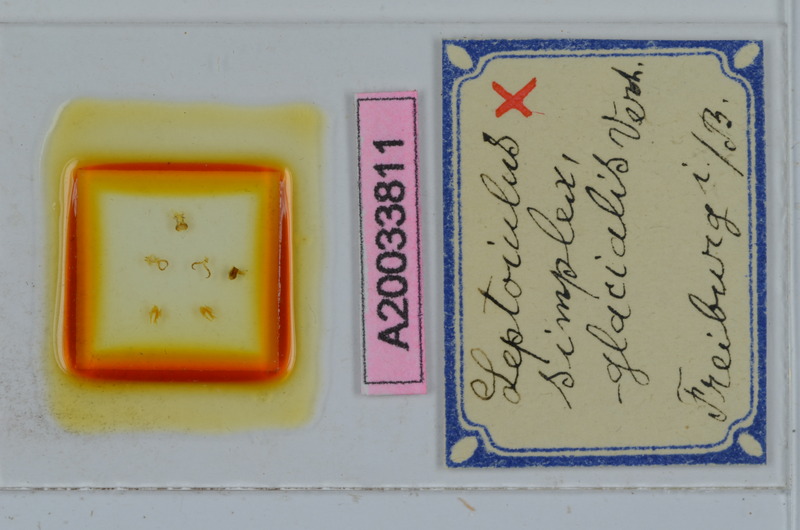 A20033811
Leptoiulus X
simplex,
glacialis Verh.
Freiburg i/B.